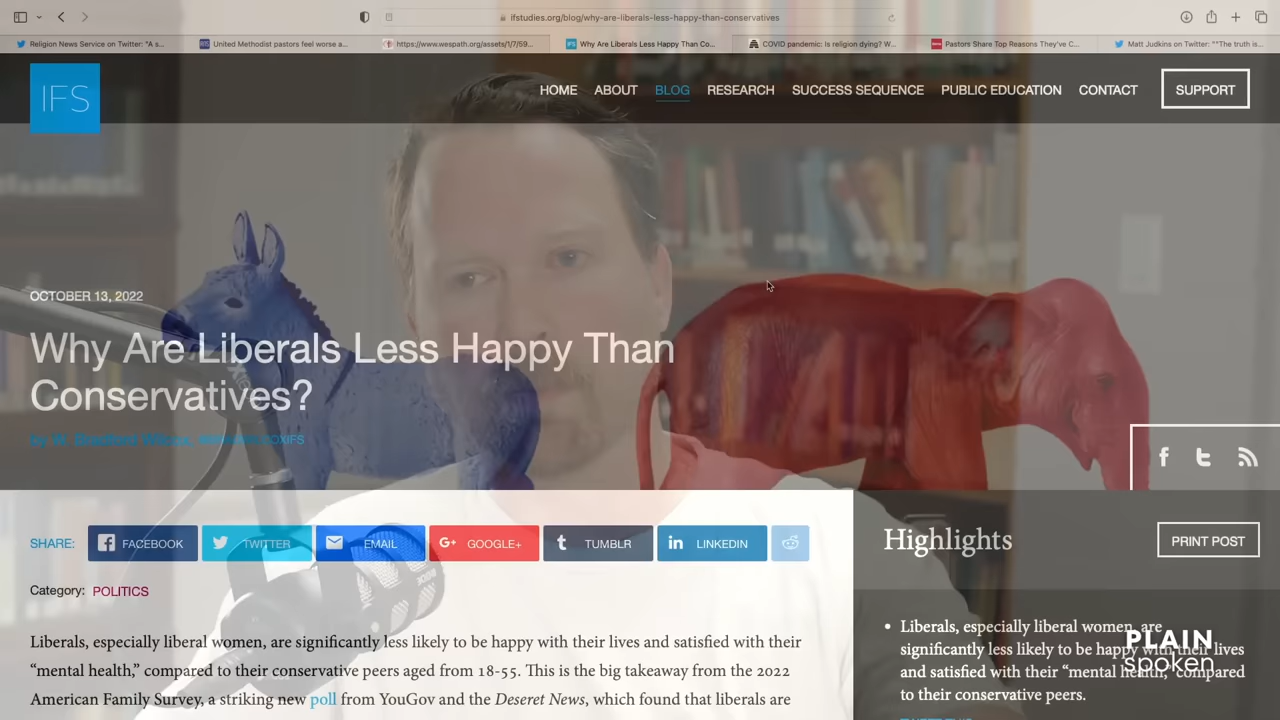 ifstudies.org/blog/why-are-liberals-less-happy-than-conservatives
Religion News Service on Twitter: "A s...
United Methodist pastors feel worse a...
https://www.wespath.org/assets/1/7/59...
Why Are Liberals Less Happy Than Co...
COVID pandemic: Is religion dying? W...
Pastors Share Top Reasons They've C...
Matt Judkins on Twitter: ""The truth is...
IFS
HOME
ABOUT
BLOG
RESEARCH
SUCCESS SEQUENCE
PUBLIC EDUCATION
CONTACT
SUPPORT
OCTOBER 13, 2022
Why Are Liberals Less Happy Than
Conservatives?
by W. Bradford Wilcox,
SHARE:
FACEBOOK
TWITTER
EMAIL
GOOGLE+
TUMBLR
LINKEDIN
Category: POLITICS
Liberals, especially liberal women, are significantly less likely to be happy with their lives and satisfied with their
“mental health,” compared to their conservative peers aged from 18-55. This is the big takeaway from the 2022
American Family Survey, a striking new poll from YouGov and the Deseret News, which found that liberals are
Highlights
PRINT POST
Liberals, especially liberal women, are
significantly less likely to be happy with their lives
and satisfied with their “mental health,” compared
to their conservative peers.
PLAIN
spoken
RODE